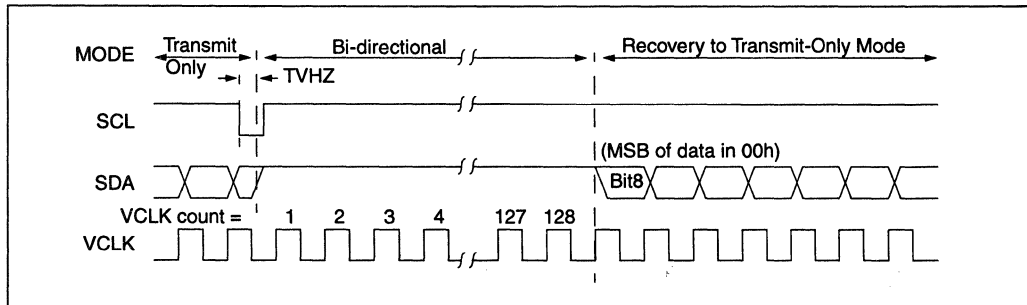 MODE Transmit Only Bi-directional Recovery to Transmit-Only Mode
TVHZ
SCL
(MSB of data in 00h)
SDA Bit8
VCLK count = 1 2 3 4 127 128
VCLK